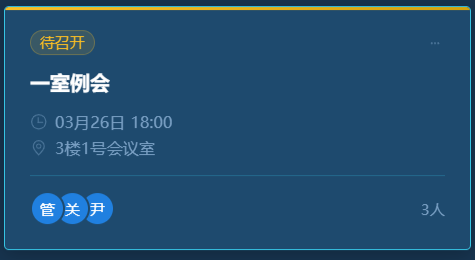 待召开
...
一室例会
03月26日 18:00
3楼1号会议室
管 关 尹
3人